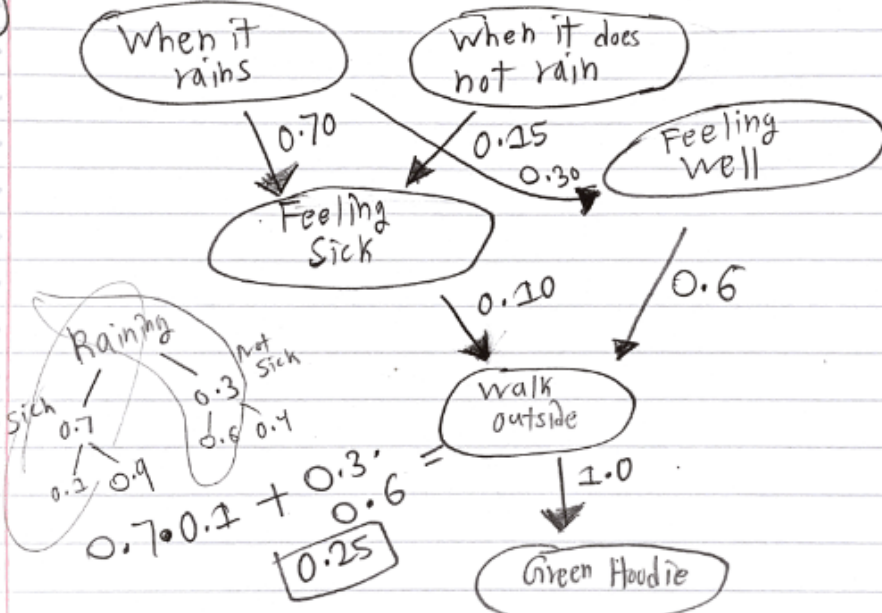 When it
rains
When it does
not rain
0.70
0.15
0.30
Feeling
well
Feeling
Sick
0.10
0.6
Raining
Sick
Not
Sick
0.7
0.3
0.1 0.9
0.6 0.4
Walk
outside
0.7•0.1 + 0.3•
0.6
=
0.25
1.0
Green Hoodie